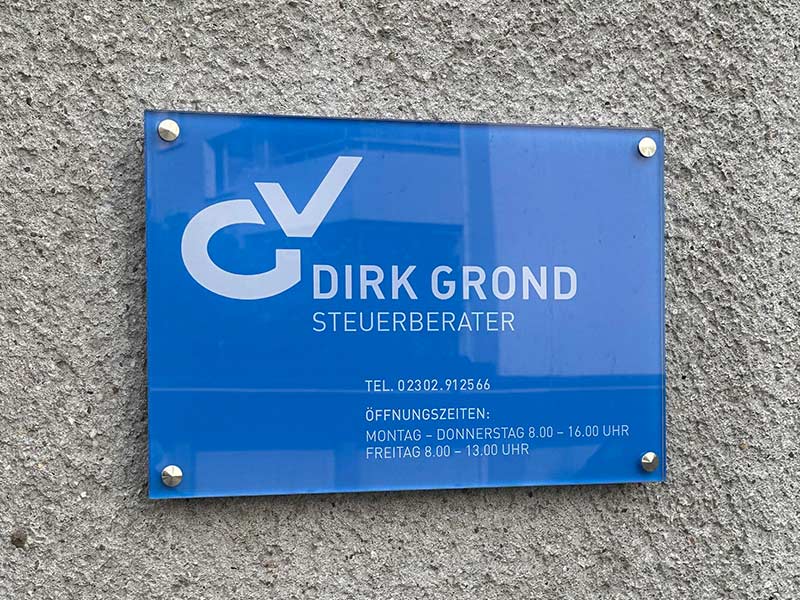 GV
DIRK GROND
STEUERBERATER
TEL. 02302.912566
ÖFFNUNGSZEITEN:
MONTAG – DONNERSTAG 8.00 – 16.00 UHR
FREITAG 8.00 – 13.00 UHR